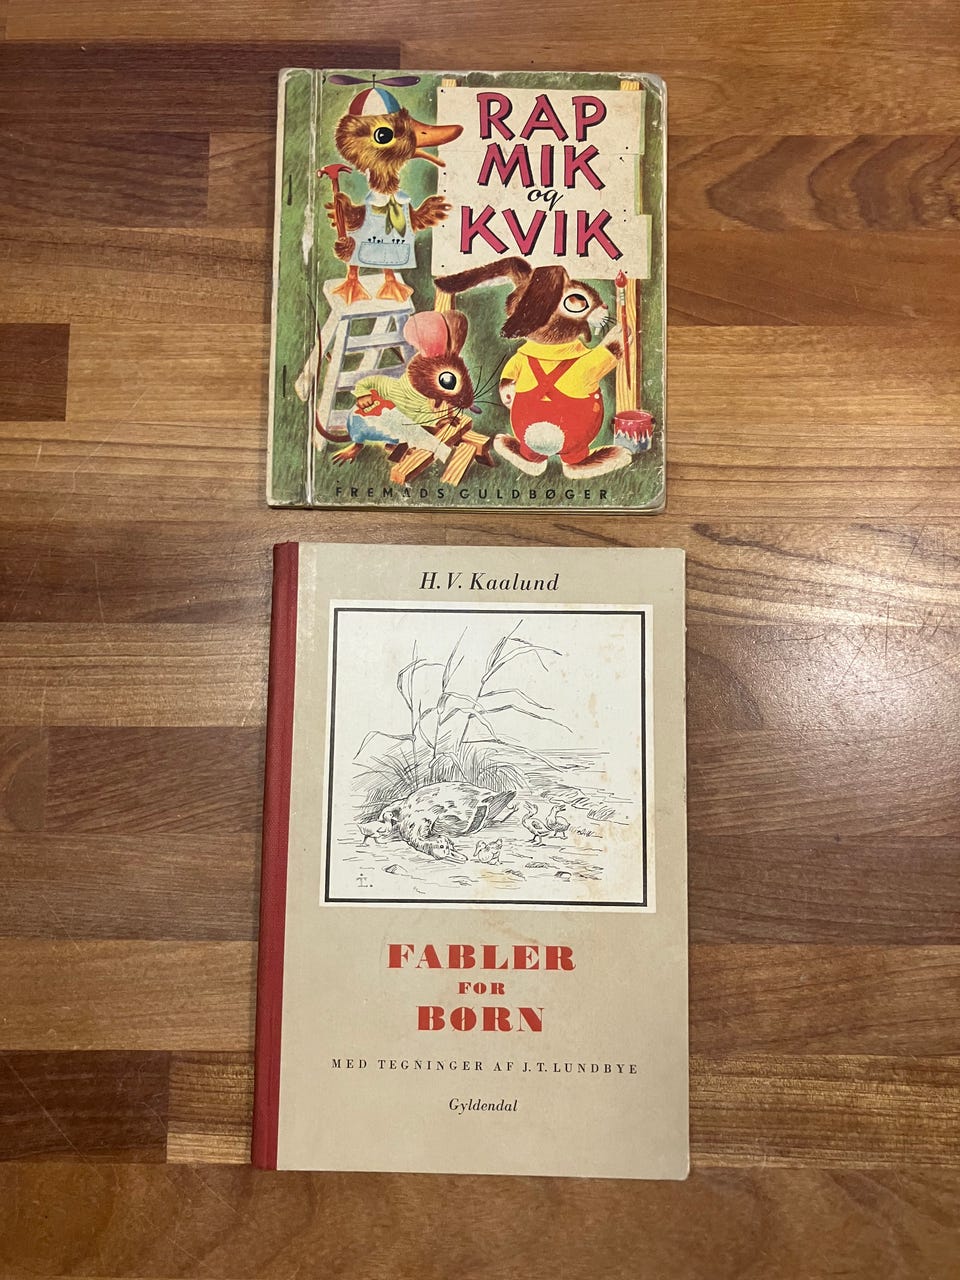 RAP
MIK
og
KVIK
FREMADS GULDBØGER
H. V. Kaalund
T.L.
FABLER
FOR
BØRN
MED TEGNINGER AF J. T. LUNDBYE
Gyldendal